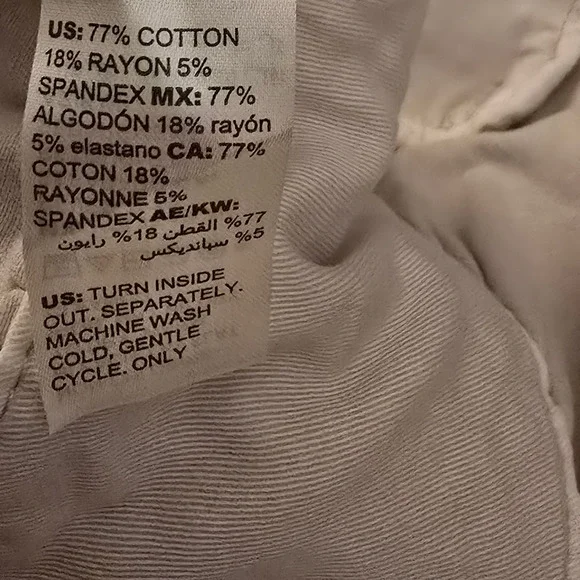 US: 77% COTTON
18% RAYON 5%
SPANDEX MX: 77%
ALGODÓN 18% rayón
5% elastano CA: 77%
COTON 18%
RAYONNE 5%
SPANDEX AE/KW:
77% القطن 18% رايون
5% سبانديكس
US: TURN INSIDE
OUT. SEPARATELY.
MACHINE WASH
COLD, GENTLE
CYCLE. ONLY